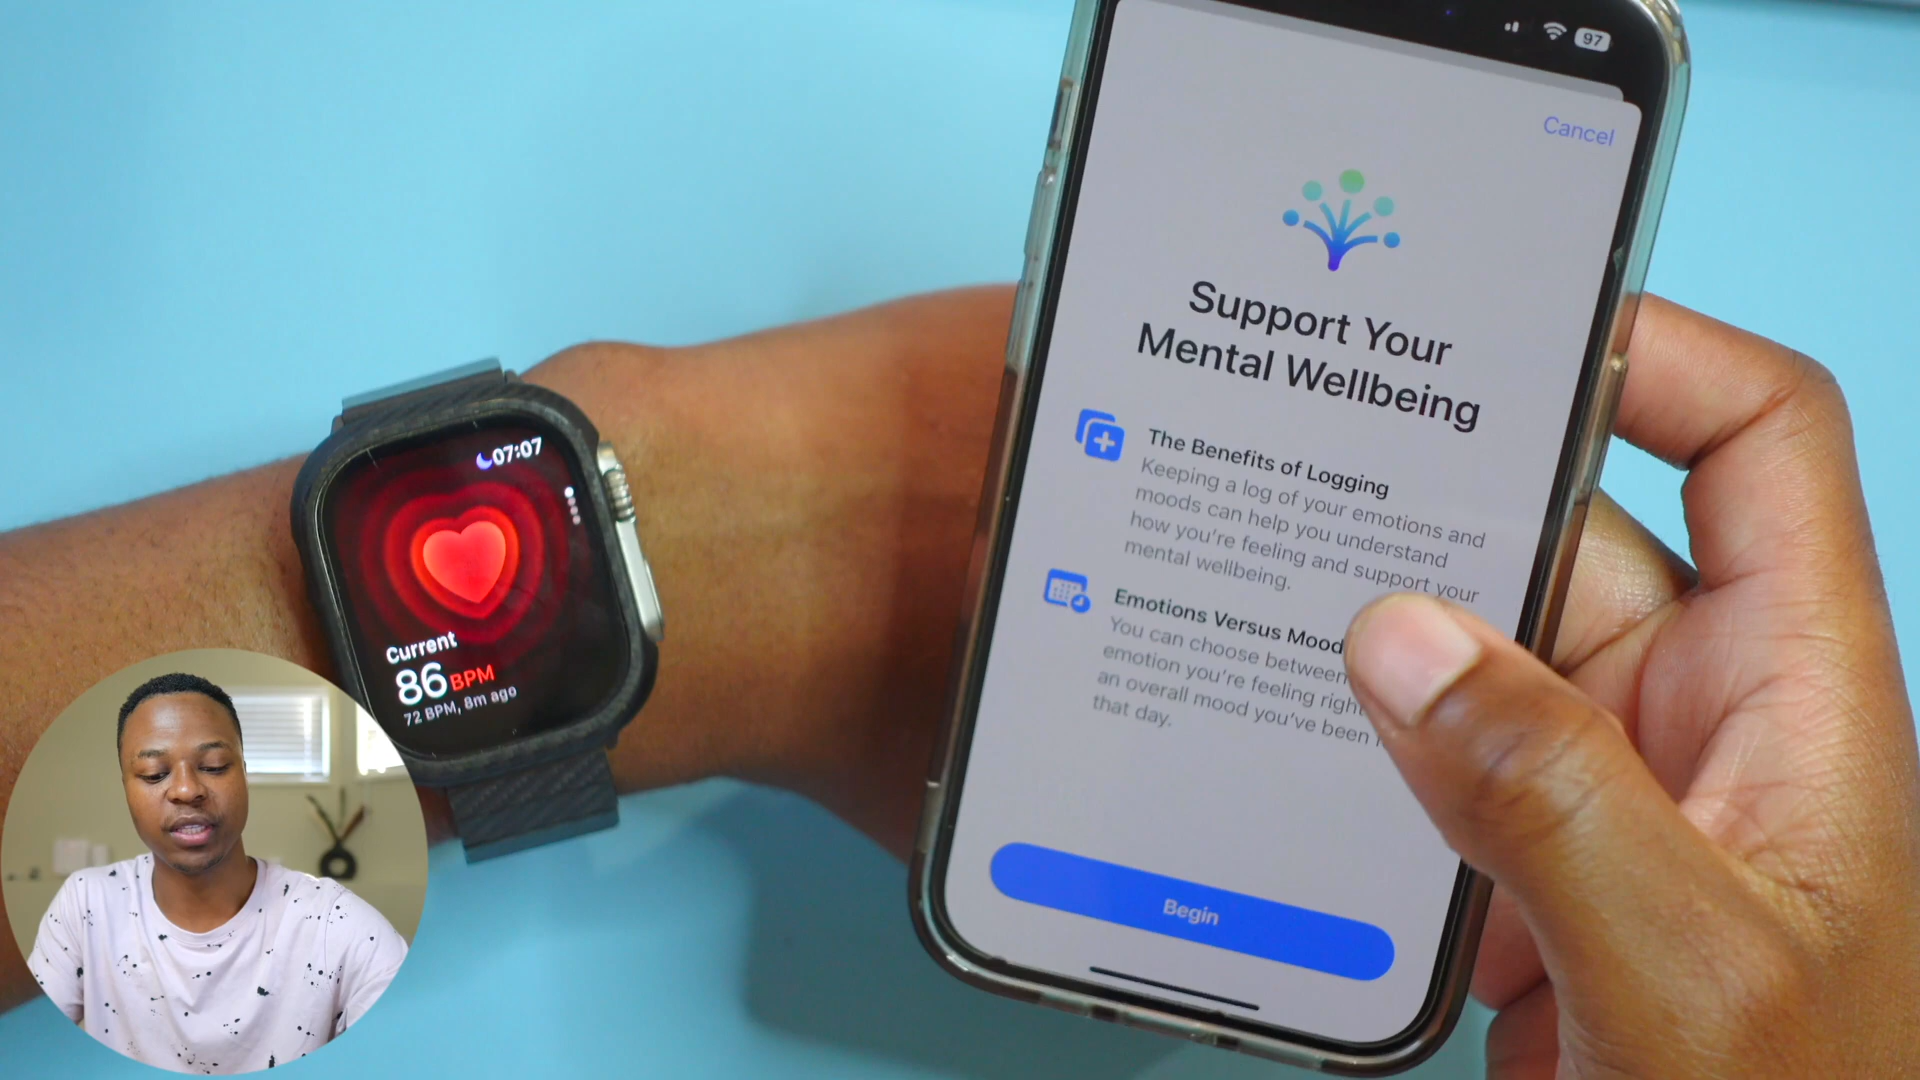 07:07
Current
86 BPM
72 BPM, 8m ago
97
Cancel
Support Your
Mental Wellbeing
The Benefits of Logging
Keeping a log of your emotions and
moods can help you understand
how you're feeling and support your
mental wellbeing.
Emotions Versus Mood
You can choose between
emotion you're feeling right
an overall mood you've been
that day.
Begin